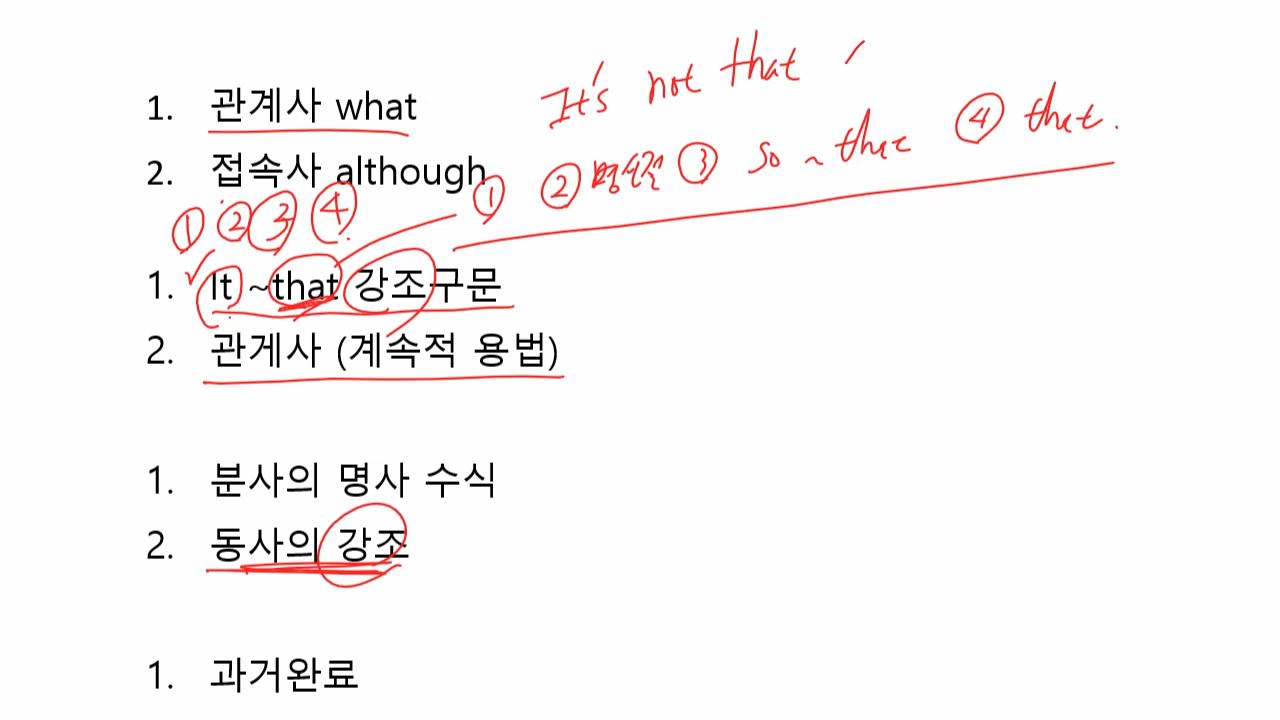 It's not that
1. 관계사 what
2. 접속사 although
① ② 명사절 ③ so ~ that ④ that.
① ② ③ ④
1. It ~that 강조구문
2. 관게사 (계속적 용법)
1. 분사의 명사 수식
2. 동사의 강조
1. 과거완료